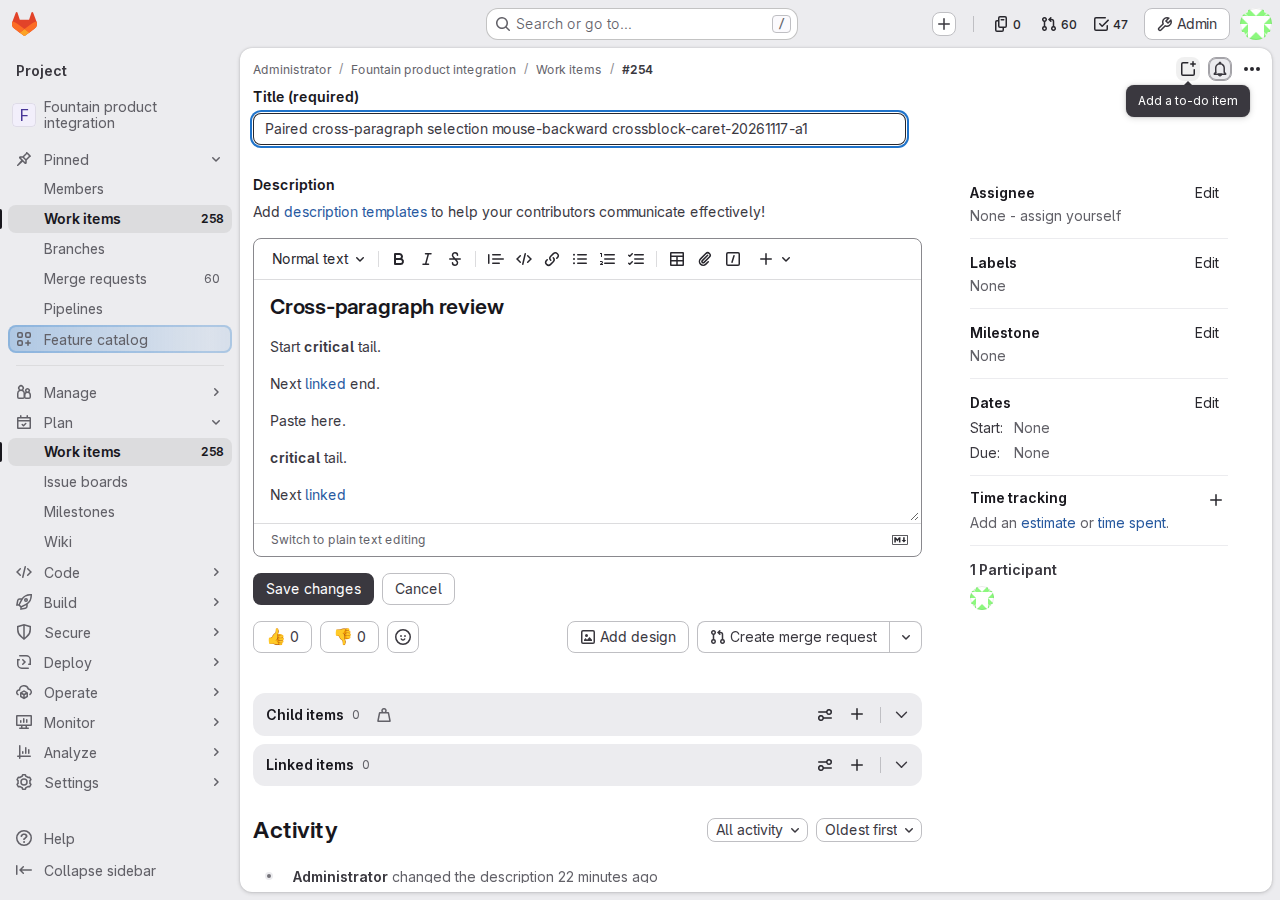 Search or go to...
/
0
60
47
Admin
Project
F
Fountain product integration
Pinned
Members
Work items 258
Branches
Merge requests 60
Pipelines
Feature catalog
Manage
Plan
Work items 258
Issue boards
Milestones
Wiki
Code
Build
Secure
Deploy
Operate
Monitor
Analyze
Settings
Help
Collapse sidebar
Administrator / Fountain product integration / Work items / #254
Add a to-do item
Title (required)
Paired cross-paragraph selection mouse-backward crossblock-caret-20261117-a1
Description
Add description templates to help your contributors communicate effectively!
Normal text
Cross-paragraph review
Start critical tail.
Next linked end.
Paste here.
critical tail.
Next linked
Switch to plain text editing
Save changes
Cancel
👍 0
👎 0
Add design
Create merge request
Child items 0
Linked items 0
Activity
All activity
Oldest first
Administrator changed the description 22 minutes ago
Assignee Edit
None - assign yourself
Labels Edit
None
Milestone Edit
None
Dates Edit
Start: None
Due: None
Time tracking
Add an estimate or time spent.
1 Participant